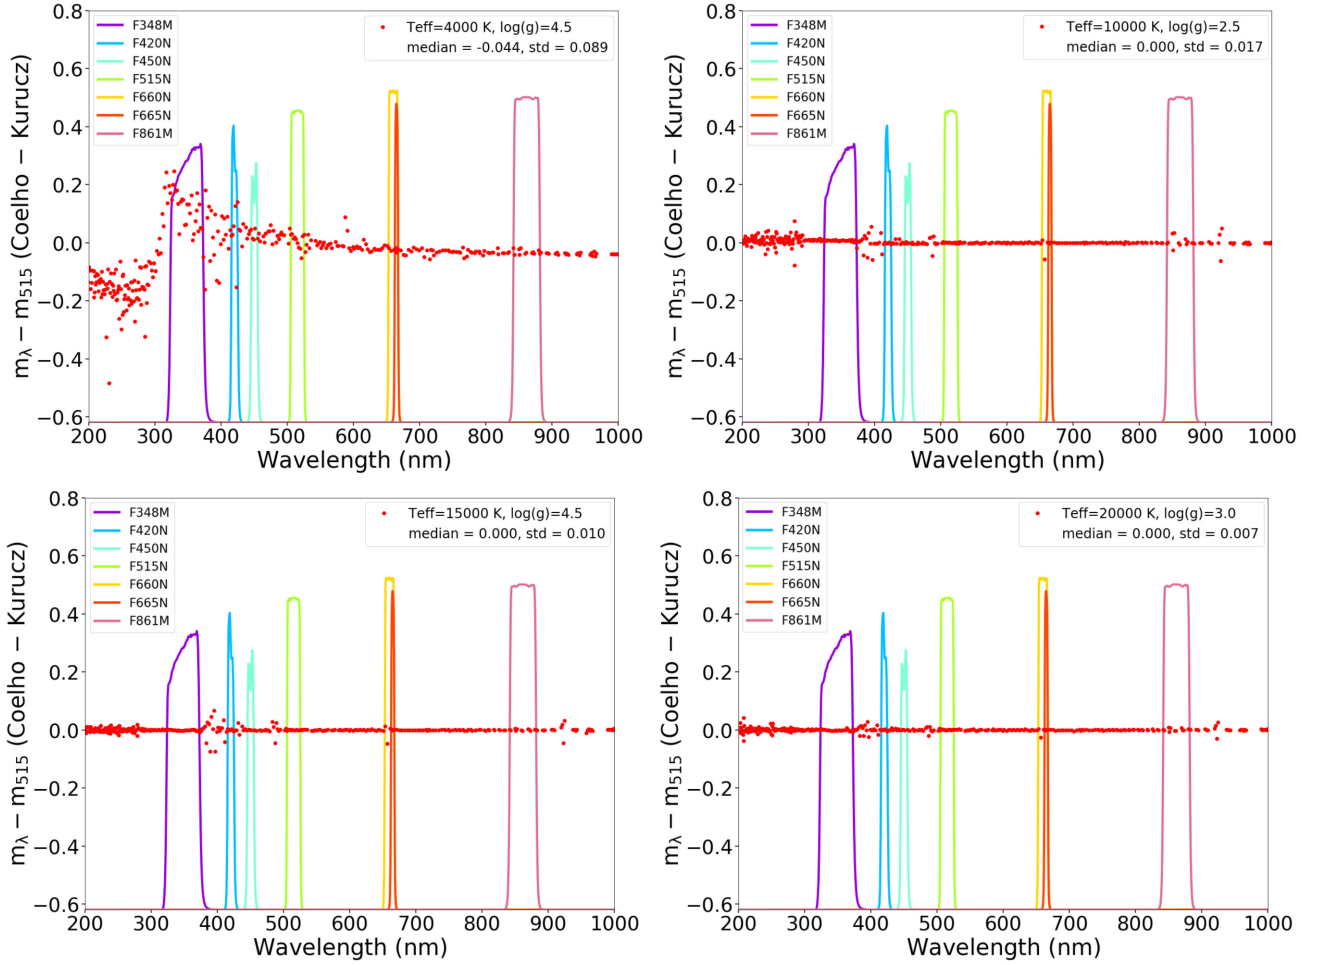 0.8
0.6
0.4
0.2
0.0
−0.2
−0.4
−0.6
mλ − m515 (Coelho − Kurucz)
F348M
F420N
F450N
F515N
F660N
F665N
F861M
Teff=4000 K, log(g)=4.5
median = -0.044, std = 0.089
200 300 400 500 600 700 800 900 1000
Wavelength (nm)
0.8
0.6
0.4
0.2
0.0
−0.2
−0.4
−0.6
mλ − m515 (Coelho − Kurucz)
F348M
F420N
F450N
F515N
F660N
F665N
F861M
Teff=10000 K, log(g)=2.5
median = 0.000, std = 0.017
200 300 400 500 600 700 800 900 1000
Wavelength (nm)
0.8
0.6
0.4
0.2
0.0
−0.2
−0.4
−0.6
mλ − m515 (Coelho − Kurucz)
F348M
F420N
F450N
F515N
F660N
F665N
F861M
Teff=15000 K, log(g)=4.5
median = 0.000, std = 0.010
200 300 400 500 600 700 800 900 1000
Wavelength (nm)
0.8
0.6
0.4
0.2
0.0
−0.2
−0.4
−0.6
mλ − m515 (Coelho − Kurucz)
F348M
F420N
F450N
F515N
F660N
F665N
F861M
Teff=20000 K, log(g)=3.0
median = 0.000, std = 0.007
200 300 400 500 600 700 800 900 1000
Wavelength (nm)